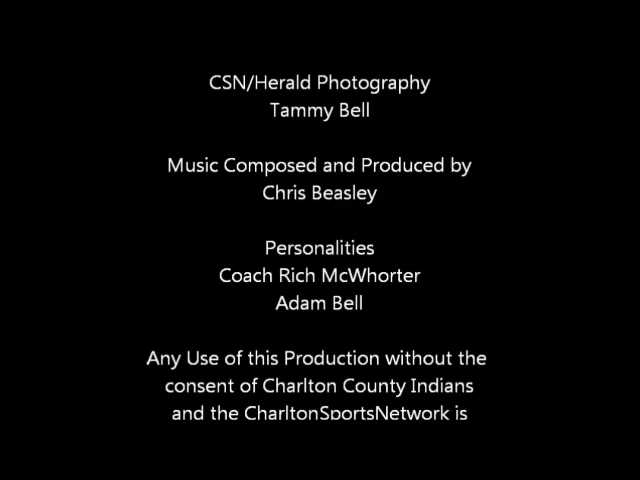 CSN/Herald Photography
Tammy Bell
Music Composed and Produced by
Chris Beasley
Personalities
Coach Rich McWhorter
Adam Bell
Any Use of this Production without the
consent of Charlton County Indians
and the CharltonSportsNetwork is